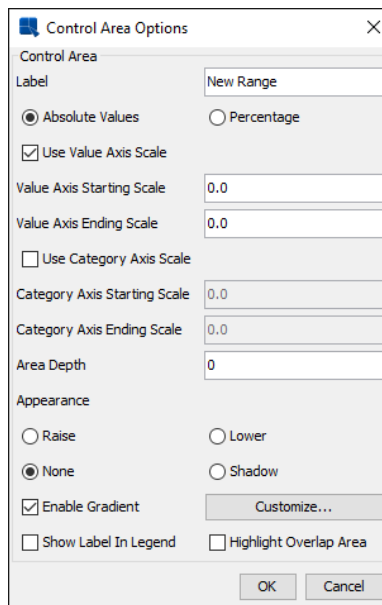 Control Area Options
Control Area
Label New Range
Absolute Values Percentage
Use Value Axis Scale
Value Axis Starting Scale 0.0
Value Axis Ending Scale 0.0
Use Category Axis Scale
Category Axis Starting Scale 0.0
Category Axis Ending Scale 0.0
Area Depth 0
Appearance
Raise Lower
None Shadow
Enable Gradient Customize...
Show Label In Legend Highlight Overlap Area
OK Cancel